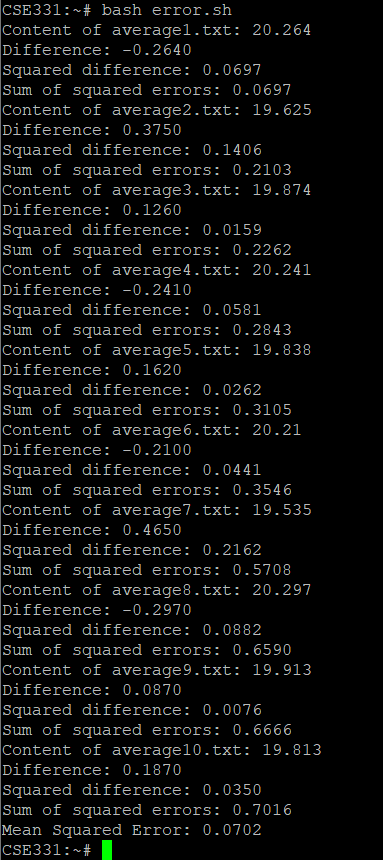 CSE331:~# bash error.sh
Content of average1.txt: 20.264
Difference: -0.2640
Squared difference: 0.0697
Sum of squared errors: 0.0697
Content of average2.txt: 19.625
Difference: 0.3750
Squared difference: 0.1406
Sum of squared errors: 0.2103
Content of average3.txt: 19.874
Difference: 0.1260
Squared difference: 0.0159
Sum of squared errors: 0.2262
Content of average4.txt: 20.241
Difference: -0.2410
Squared difference: 0.0581
Sum of squared errors: 0.2843
Content of average5.txt: 19.838
Difference: 0.1620
Squared difference: 0.0262
Sum of squared errors: 0.3105
Content of average6.txt: 20.21
Difference: -0.2100
Squared difference: 0.0441
Sum of squared errors: 0.3546
Content of average7.txt: 19.535
Difference: 0.4650
Squared difference: 0.2162
Sum of squared errors: 0.5708
Content of average8.txt: 20.297
Difference: -0.2970
Squared difference: 0.0882
Sum of squared errors: 0.6590
Content of average9.txt: 19.913
Difference: 0.0870
Squared difference: 0.0076
Sum of squared errors: 0.6666
Content of average10.txt: 19.813
Difference: 0.1870
Squared difference: 0.0350
Sum of squared errors: 0.7016
Mean Squared Error: 0.0702
CSE331:~#